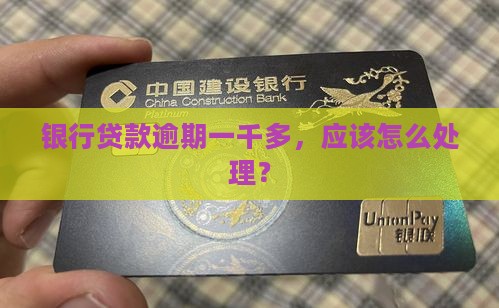 中国建设银行
China Construction Bank
银行贷款逾期一千多，应该怎么处
理？
UnionPay
银联